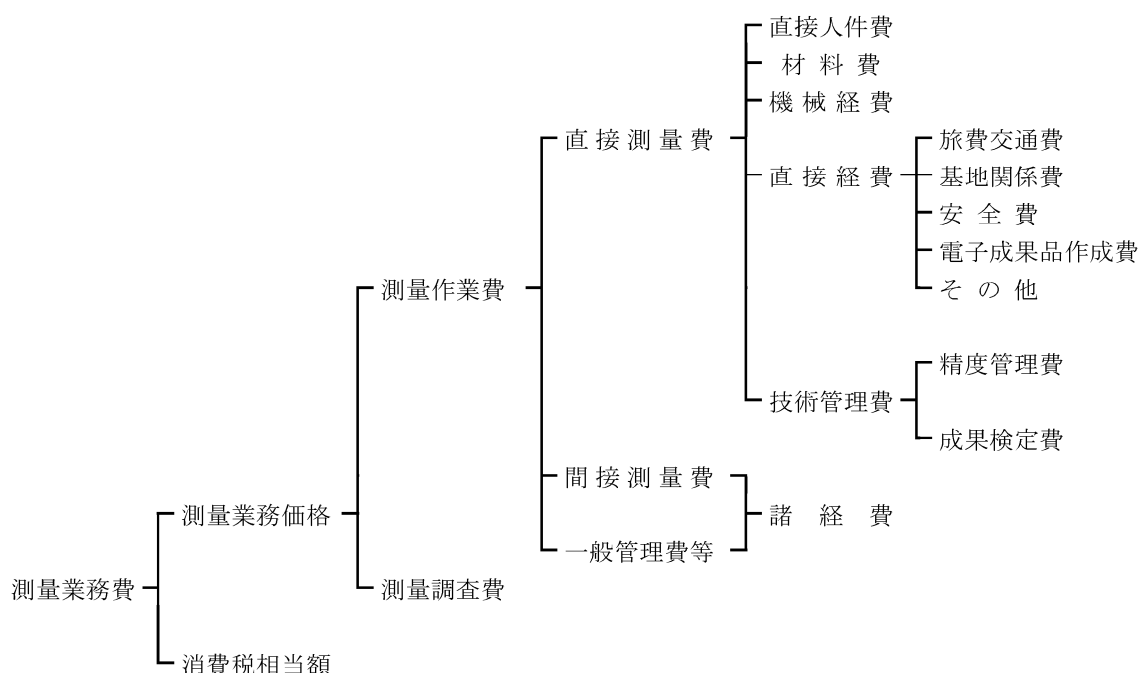 直接人件費
材料費
機械経費
直接測量費
旅費交通費
直接経費
基地関係費
安全費
電子成果品作成費
測量作業費
その他
精度管理費
技術管理費
成果検定費
間接測量費
測量業務価格
諸経費
一般管理費等
測量業務費
測量調査費
消費税相当額